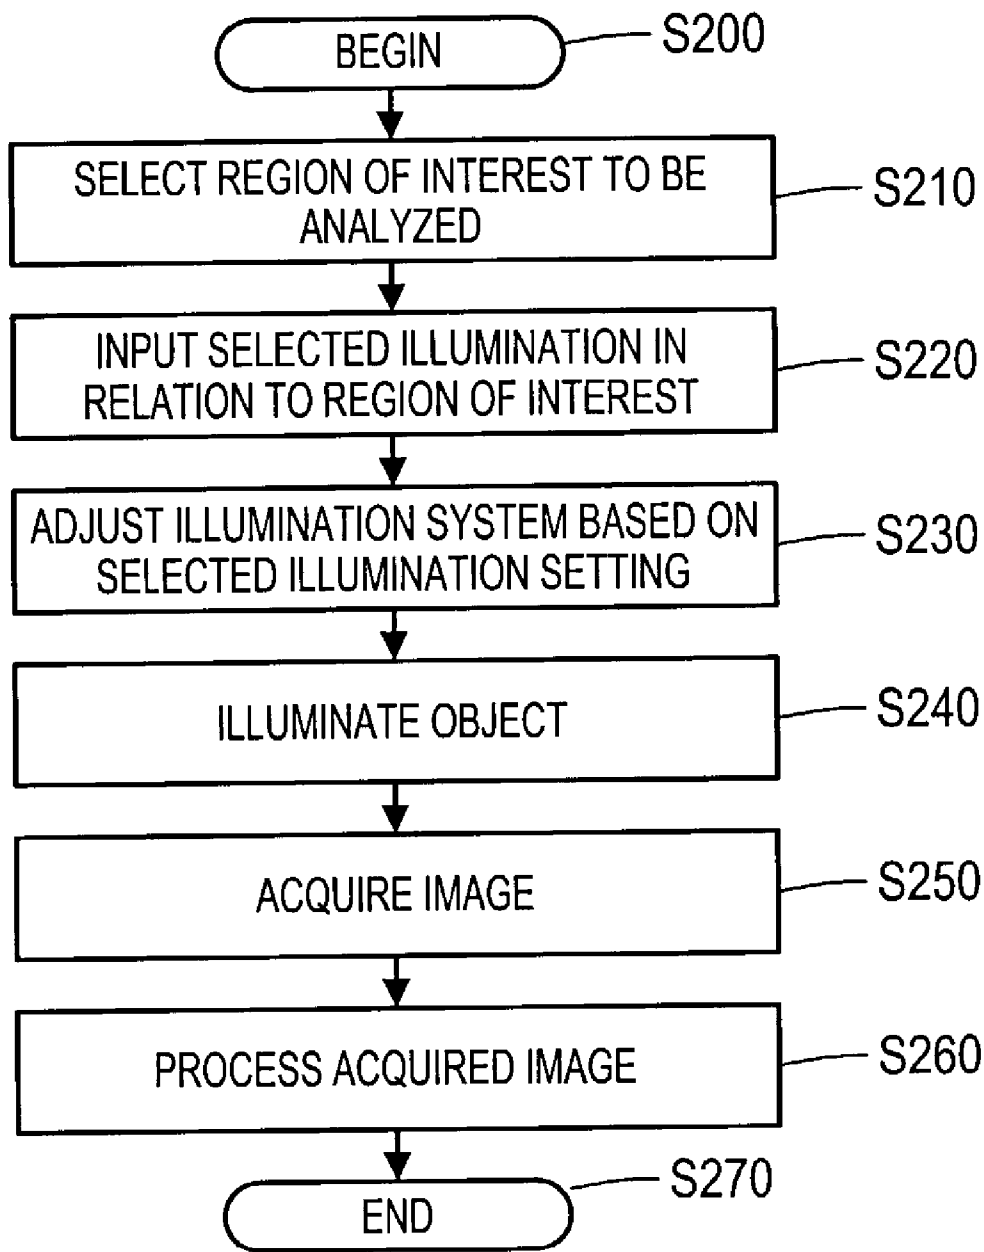 BEGIN
S200
SELECT REGION OF INTEREST TO BE
ANALYZED
S210
INPUT SELECTED ILLUMINATION IN
RELATION TO REGION OF INTEREST
S220
ADJUST ILLUMINATION SYSTEM BASED ON
SELECTED ILLUMINATION SETTING
S230
ILLUMINATE OBJECT
S240
ACQUIRE IMAGE
S250
PROCESS ACQUIRED IMAGE
S260
END
S270